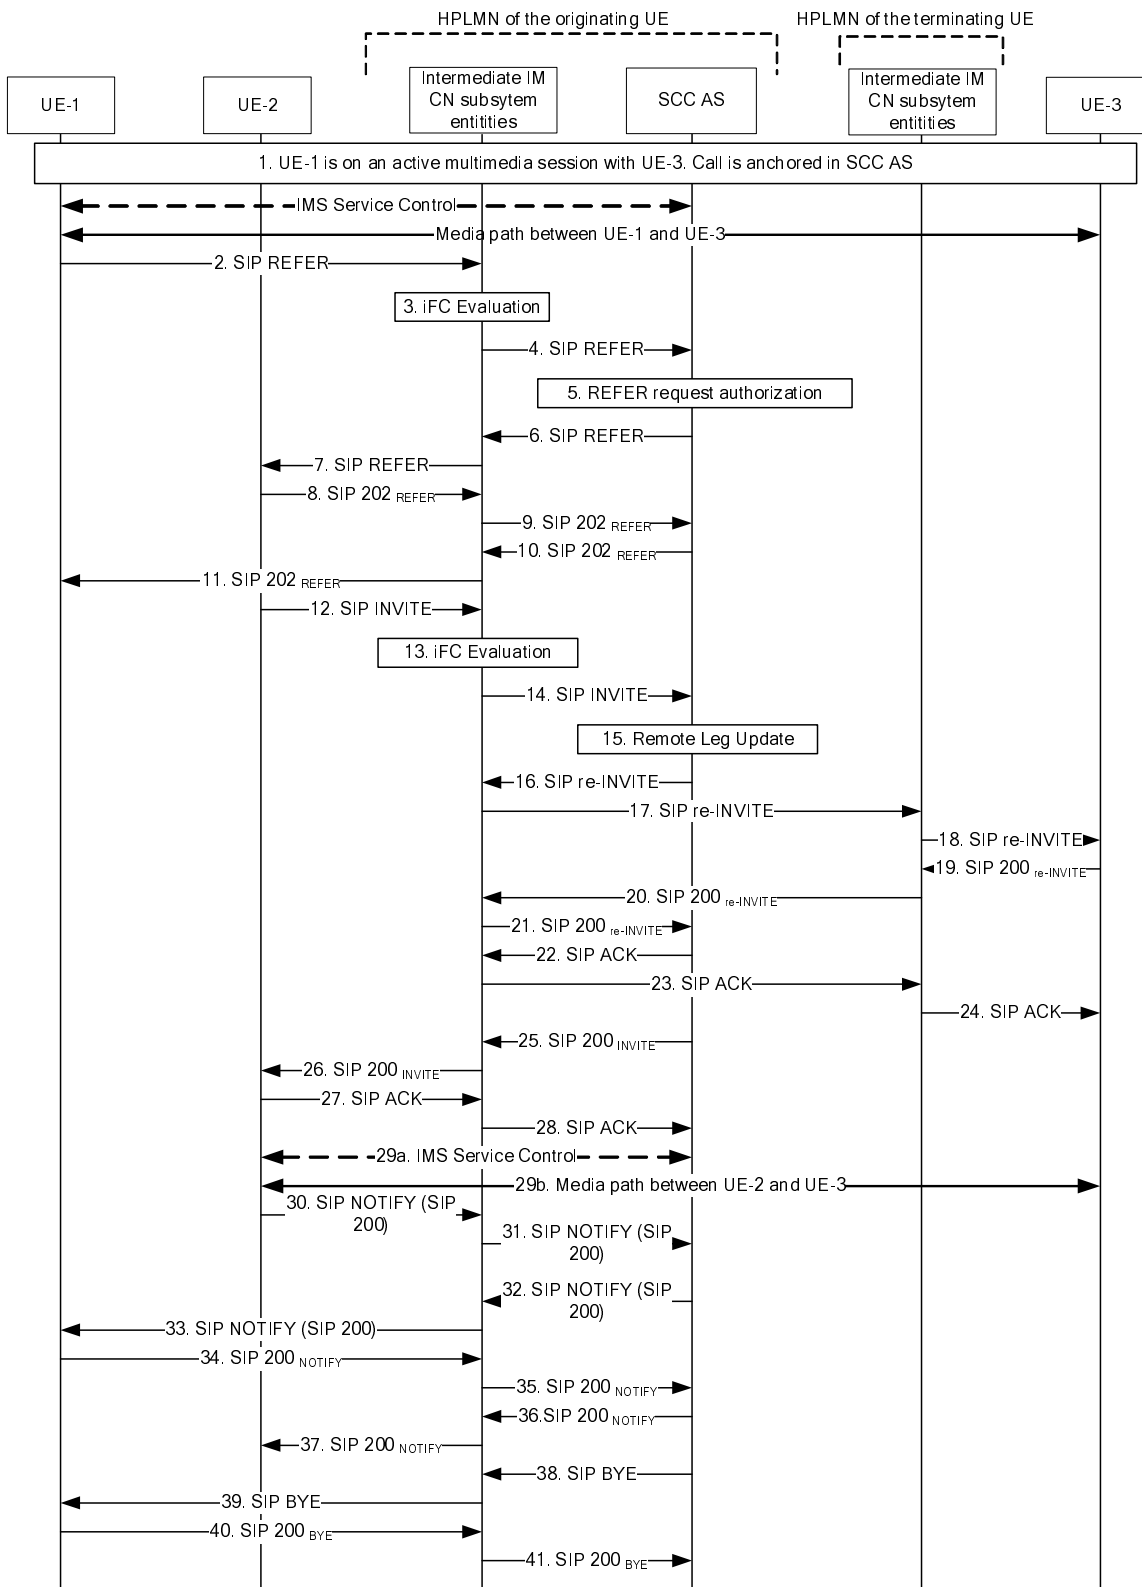 HPLMN of the originating UE
HPLMN of the terminating UE
UE-1
UE-2
Intermediate IM
CN subsytem
entitities
SCC AS
Intermediate IM
CN subsytem
entitities
UE-3
1. UE-1 is on an active multimedia session with UE-3. Call is anchored in SCC AS
IMS Service Control
Media path between UE-1 and UE-3
2. SIP REFER
3. iFC Evaluation
4. SIP REFER
5. REFER request authorization
6. SIP REFER
7. SIP REFER
8. SIP 202 REFER
9. SIP 202 REFER
10. SIP 202 REFER
11. SIP 202 REFER
12. SIP INVITE
13. iFC Evaluation
14. SIP INVITE
15. Remote Leg Update
16. SIP re-INVITE
17. SIP re-INVITE
18. SIP re-INVITE
19. SIP 200 re-INVITE
20. SIP 200 re-INVITE
21. SIP 200 re-INVITE
22. SIP ACK
23. SIP ACK
24. SIP ACK
25. SIP 200 INVITE
26. SIP 200 INVITE
27. SIP ACK
28. SIP ACK
29a. IMS Service Control
29b. Media path between UE-2 and UE-3
30. SIP NOTIFY (SIP
200)
31. SIP NOTIFY (SIP
200)
32. SIP NOTIFY (SIP
200)
33. SIP NOTIFY (SIP 200)
34. SIP 200 NOTIFY
35. SIP 200 NOTIFY
36.SIP 200 NOTIFY
37. SIP 200 NOTIFY
38. SIP BYE
39. SIP BYE
40. SIP 200 BYE
41. SIP 200 BYE